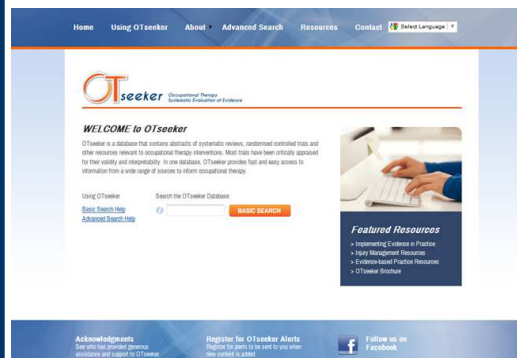 Home Using OTseeker About Advanced Search Resources Contact Select Language
OTseeker Occupational Therapy
Systematic Evaluation of Evidence
WELCOME to OTseeker
OTseeker is a database that contains abstracts of systematic reviews, randomised controlled trials and
other resources relevant to occupational therapy interventions. Most trials have been critically appraised
for their validity and interpretability. In one database, OTseeker provides fast and easy access to
information from a wide range of sources to inform occupational therapy.
Using OTseeker Search the OTseeker Database:
Basic Search Help BASIC SEARCH
Advanced Search Help
Featured Resources
> Implementing Evidence in Practice
> Injury Management Resources
> Evidence-based Practice Resources
> OTseeker Brochure
Acknowledgments
See who has provided generous
assistance and support to OTseeker
Register for OTseeker Alerts
Register for alerts to be sent to you when
new content is added
f Follow us on
Facebook